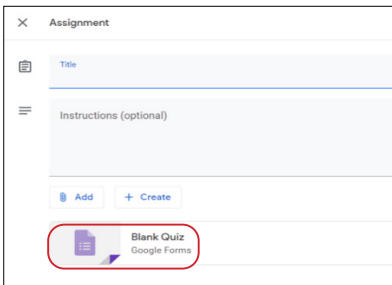 Assignment
Title
Instructions (optional)
Add + Create
Blank Quiz
Google Forms